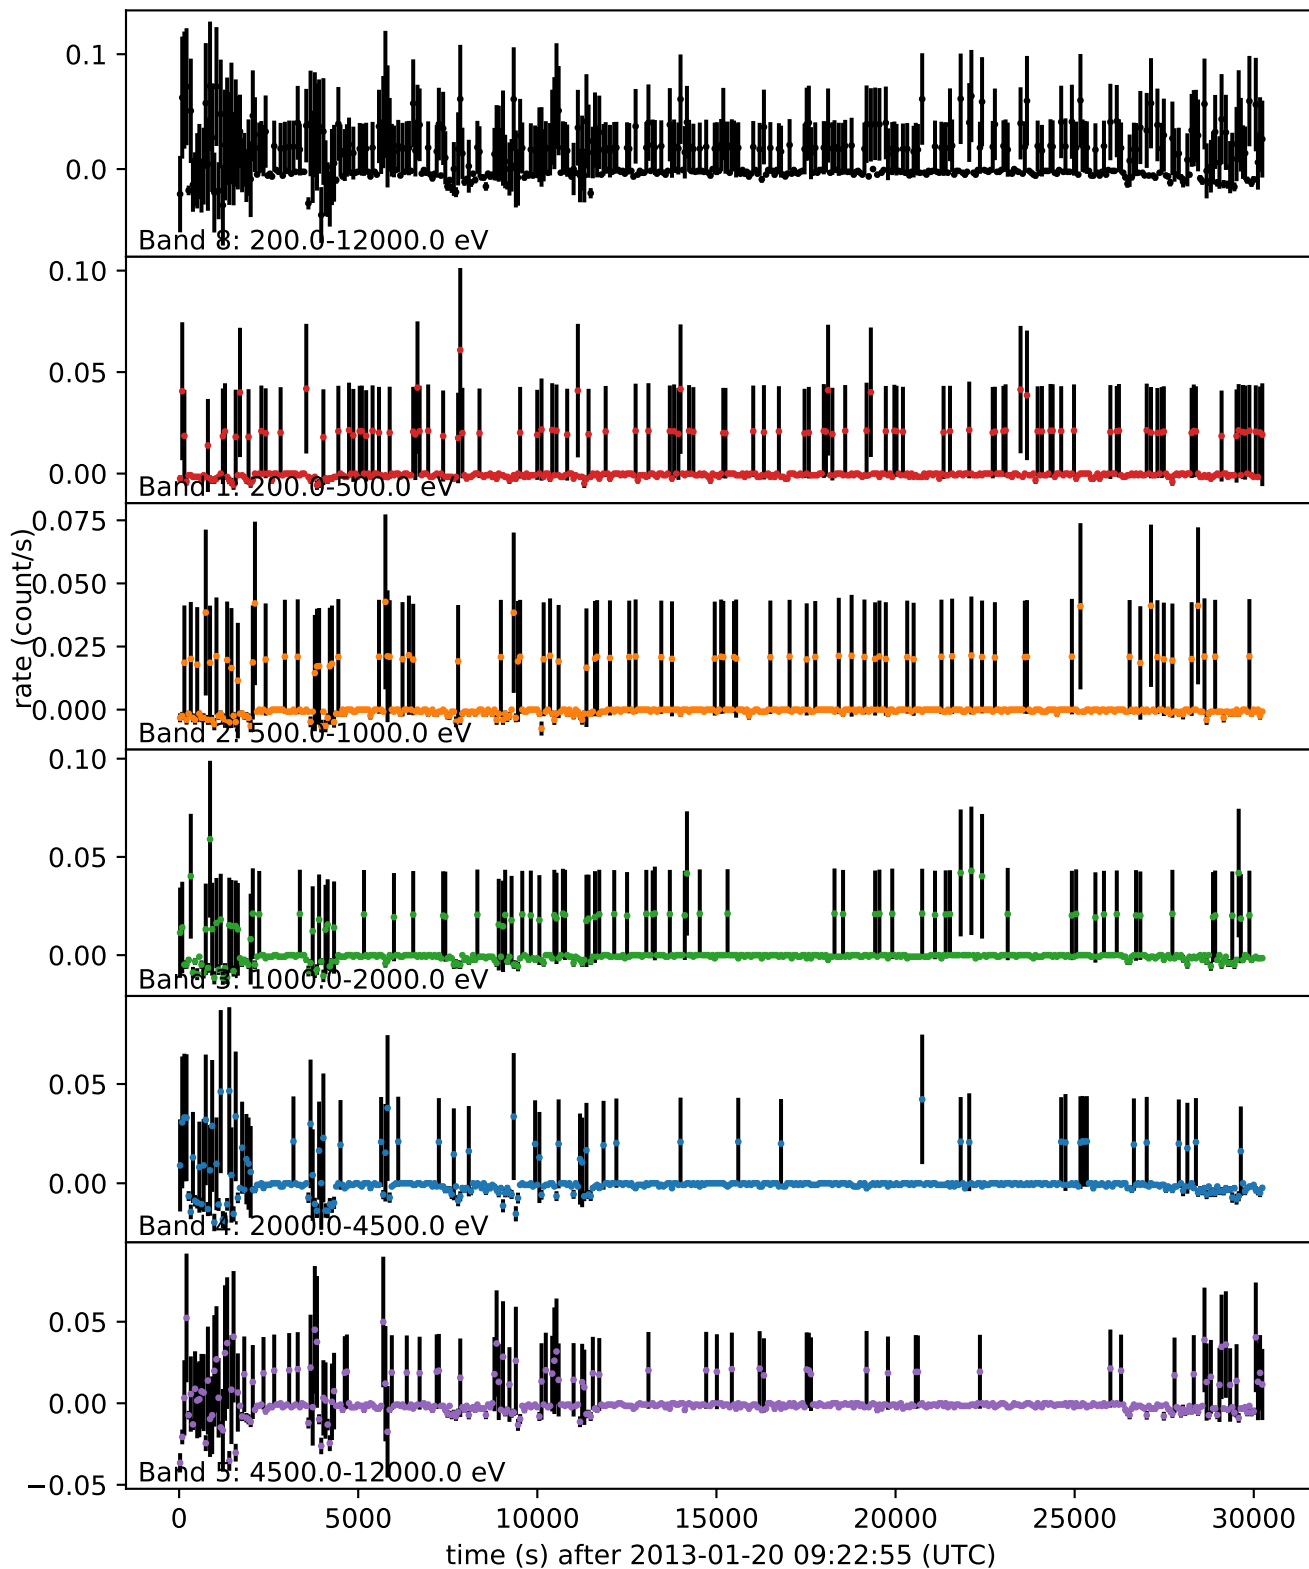 0.1
0.0
Band 8: 200.0-12000.0 eV
0.10
0.05
0.00
Band 1: 200.0-500.0 eV
rate (count/s)
0.075
0.050
0.025
0.000
Band 2: 500.0-1000.0 eV
0.10
0.05
0.00
Band 3: 1000.0-2000.0 eV
0.05
0.00
Band 4: 2000.0-4500.0 eV
0.05
0.00
−0.05
Band 5: 4500.0-12000.0 eV
0 5000 10000 15000 20000 25000 30000
time (s) after 2013-01-20 09:22:55 (UTC)